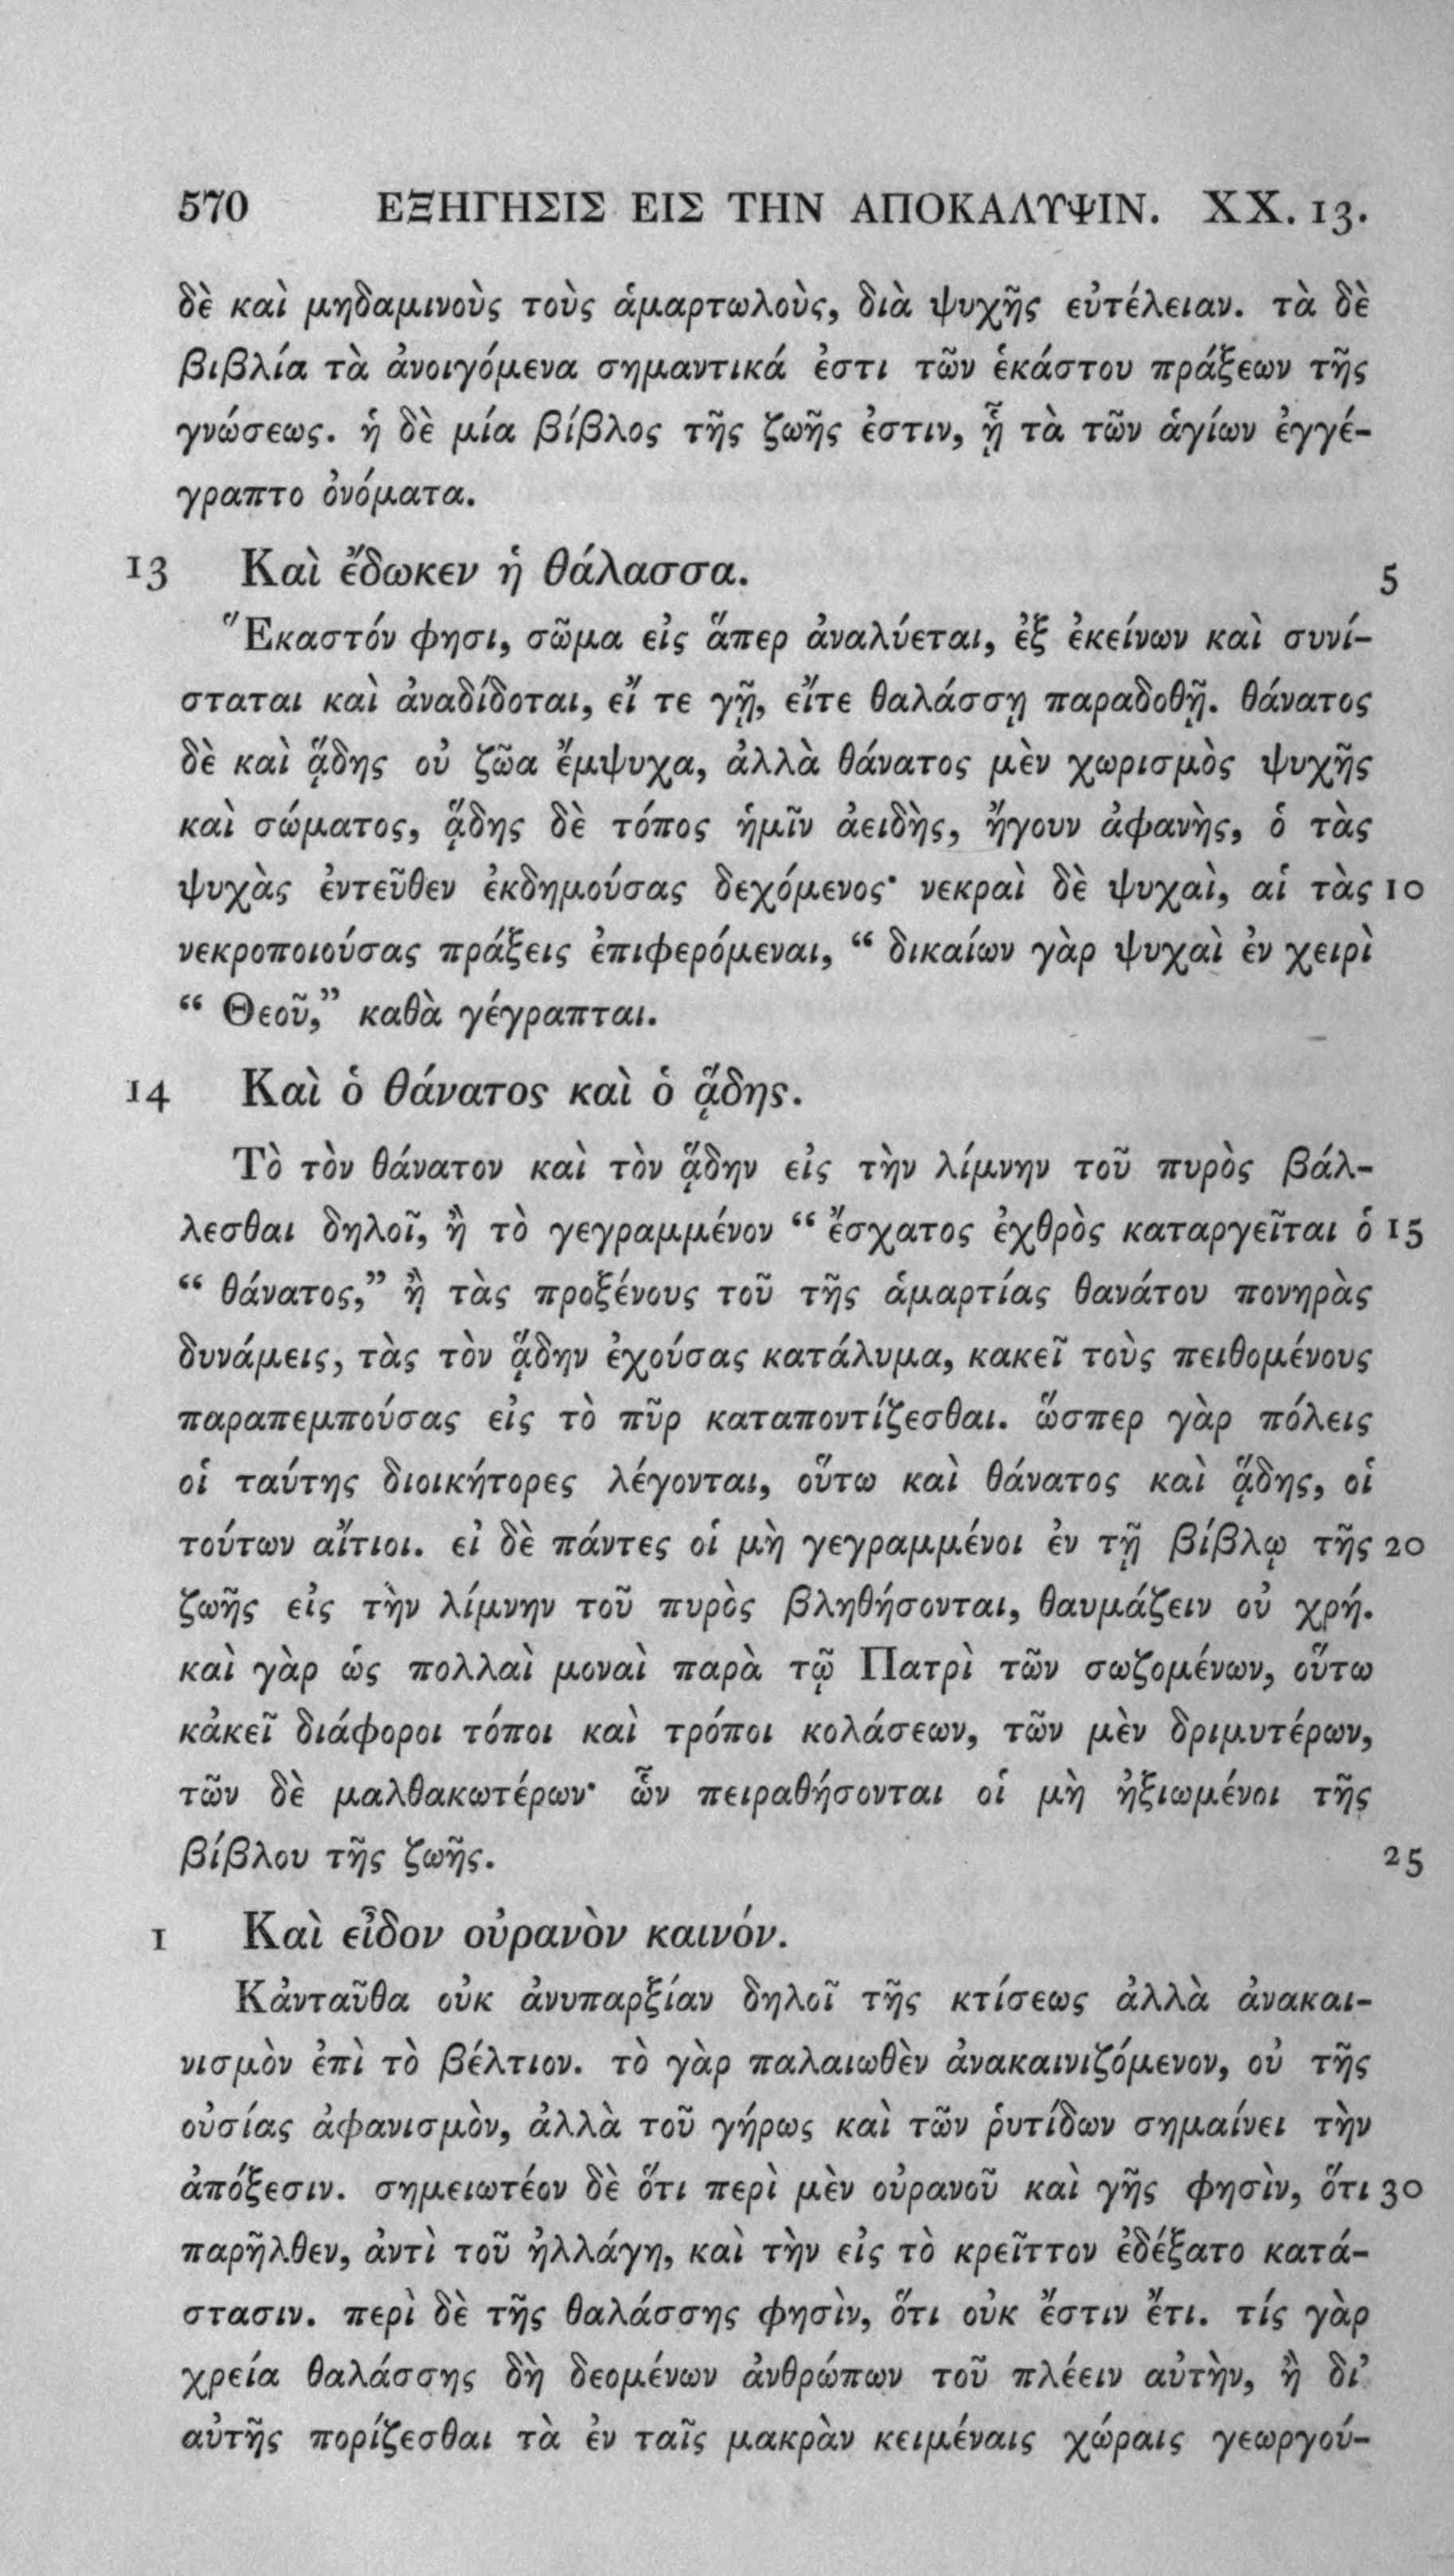 570 ΕΞΗΓΗΣΙΣ ΕΙΣ ΤΗΝ ΑΠΟΚΑΛΥΨΙΝ. XX. 13.
δὲ καὶ μηδαμινοὺς τοὺς ἁμαρτωλοὺς, διὰ ψυχῆς εὐτέλειαν. τὰ δὲ
βιβλία τὰ ἀνοιγόμενα σημαντικά ἐστι τῶν ἑκάστου πράξεων τῆς
γνώσεως. ἡ δὲ μία βίβλος τῆς ζωῆς ἐστιν, ᾗ τὰ τῶν ἁγίων ἐγγέ-
γραπτο ὀνόματα.
13 Καὶ ἔδωκεν ἡ θάλασσα. 5
Ἕκαστόν φησι, σῶμα εἰς ἅπερ ἀναλύεται, ἐξ ἐκείνων καὶ συνί-
σταται καὶ ἀναδίδοται, εἴ τε γῇ, εἴτε θαλάσσῃ παραδοθῇ. θάνατος
δὲ καὶ ᾅδης οὐ ζῶα ἔμψυχα, ἀλλὰ θάνατος μὲν χωρισμὸς ψυχῆς
καὶ σώματος, ᾅδης δὲ τόπος ἡμῖν ἀειδὴς, ἤγουν ἀφανὴς, ὁ τὰς
ψυχὰς ἐντεῦθεν ἐκδημούσας δεχόμενος· νεκραὶ δὲ ψυχαὶ, αἱ τὰς 10
νεκροποιούσας πράξεις ἐπιφερόμεναι, “ δικαίων γὰρ ψυχαὶ ἐν χειρὶ
“ Θεοῦ,” καθὰ γέγραπται.
14 Καὶ ὁ θάνατος καὶ ὁ ᾅδης.
Τὸ τὸν θάνατον καὶ τὸν ᾅδην εἰς τὴν λίμνην τοῦ πυρὸς βάλ-
λεσθαι δηλοῖ, ἢ τὸ γεγραμμένον “ ἔσχατος ἐχθρὸς καταργεῖται ὁ 15
“ θάνατος,” ἢ τὰς προξένους τοῦ τῆς ἁμαρτίας θανάτου πονηρὰς
δυνάμεις, τὰς τὸν ᾅδην ἐχούσας κατάλυμα, κακεῖ τοὺς πειθομένους
παραπεμπούσας εἰς τὸ πῦρ καταποντίζεσθαι. ὥσπερ γὰρ πόλεις
οἱ ταύτης διοικήτορες λέγονται, οὕτω καὶ θάνατος καὶ ᾅδης, οἱ
τούτων αἴτιοι. εἰ δὲ πάντες οἱ μὴ γεγραμμένοι ἐν τῇ βίβλῳ τῆς 20
ζωῆς εἰς τὴν λίμνην τοῦ πυρὸς βληθήσονται, θαυμάζειν οὐ χρή.
καὶ γὰρ ὡς πολλαὶ μοναὶ παρὰ τῷ Πατρὶ τῶν σωζομένων, οὕτω
κἀκεῖ διάφοροι τόποι καὶ τρόποι κολάσεων, τῶν μὲν δριμυτέρων,
τῶν δὲ μαλθακωτέρων· ὧν πειραθήσονται οἱ μὴ ἠξιωμένοι τῆς
βίβλου τῆς ζωῆς. 25
1 Καὶ εἶδον οὐρανὸν καινόν.
Κἀνταῦθα οὐκ ἀνυπαρξίαν δηλοῖ τῆς κτίσεως ἀλλὰ ἀνακαι-
νισμὸν ἐπὶ τὸ βέλτιον. τὸ γὰρ παλαιωθὲν ἀνακαινιζόμενον, οὐ τῆς
οὐσίας ἀφανισμὸν, ἀλλὰ τοῦ γήρως καὶ τῶν ῥυτίδων σημαίνει τὴν
ἀπόξεσιν. σημειωτέον δὲ ὅτι περὶ μὲν οὐρανοῦ καὶ γῆς φησὶν, ὅτι 30
παρῆλθεν, ἀντὶ τοῦ ἠλλάγη, καὶ τὴν εἰς τὸ κρεῖττον ἐδέξατο κατά-
στασιν. περὶ δὲ τῆς θαλάσσης φησὶν, ὅτι οὐκ ἔστιν ἔτι. τίς γὰρ
χρεία θαλάσσης δὴ δεομένων ἀνθρώπων τοῦ πλέειν αὐτὴν, ἢ δι’
αὐτῆς πορίζεσθαι τὰ ἐν ταῖς μακρὰν κειμέναις χώραις γεωργού-